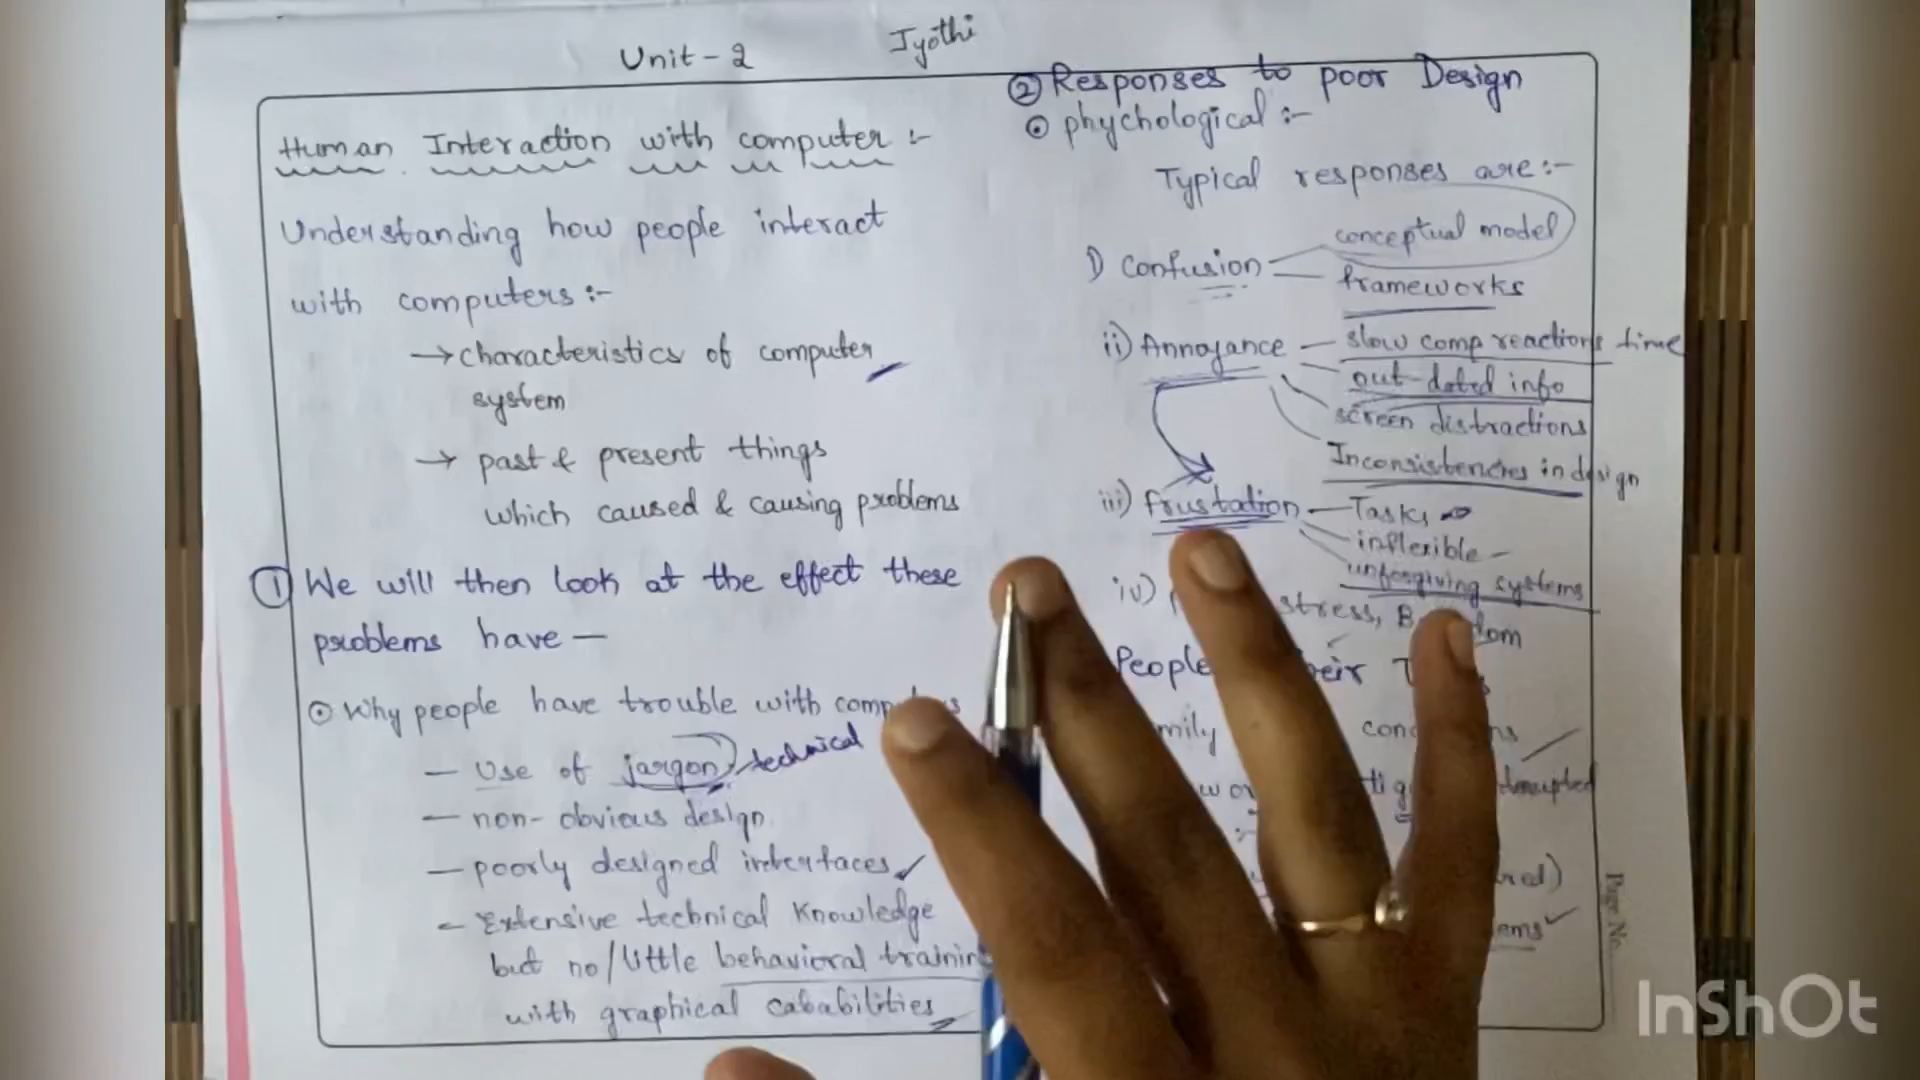 Unit - 2
Jyothi
Human Interaction with computer :-
Understanding how people interact
with computers :-
→ characteristics of computer
system
→ past & present things
which caused & causing problems
① We will then look at the effect these
problems have —
⊙ Why people have trouble with
— Use of jargon technical
— non-obvious design
— poorly designed interfaces ✓
— Extensive technical knowledge
but no/little behavioral
with graphical cababilities
② Responses to poor Design
⊙ phychological :-
Typical responses are :-
i) confusion — conceptual model
— frameworks
ii) Annoyance — slow comp reactions time
out-dated info
screen distractions
Inconsistencies in design
iii) frustation — Tasks
inflexible —
unforgiving systems
iv) stress,
People
Page No.
InShOt